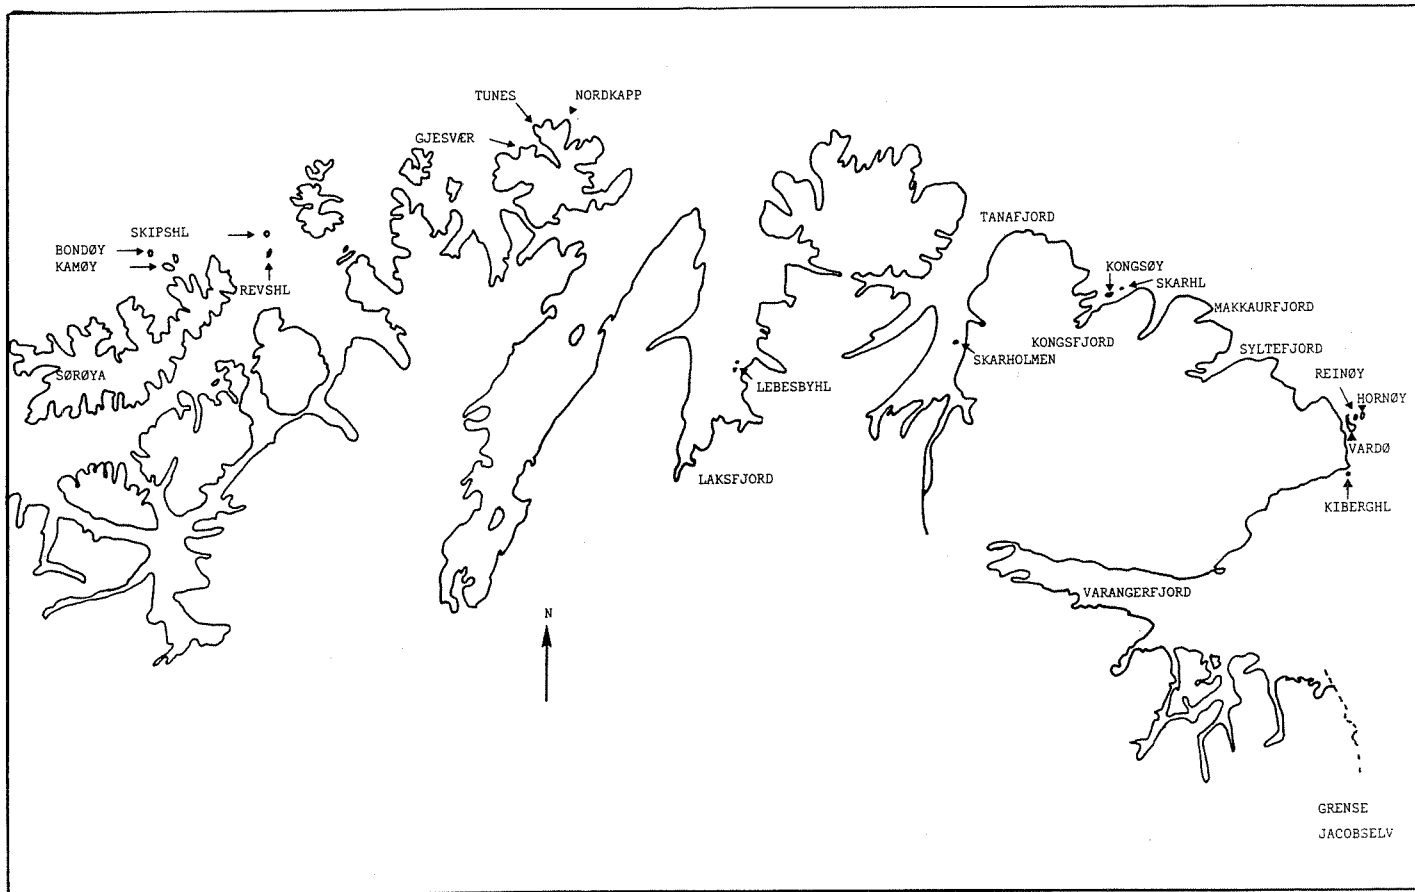 TUNES
NORDKAPP
GJESVÆR
SKIPSHL
BONDØY
KAMØY
REVSHL
SØRØYA
TANAFJORD
KONGSØY
SKARHL
MAKKAURFJORD
KONGSFJORD
SYLTEFJORD
SKARHOLMEN
LEBESBYHL
REINØY
HORNØY
VARDØ
LAKSFJORD
KIBERGHL
VARANGERFJORD
N
GRENSE
JACOBSELV